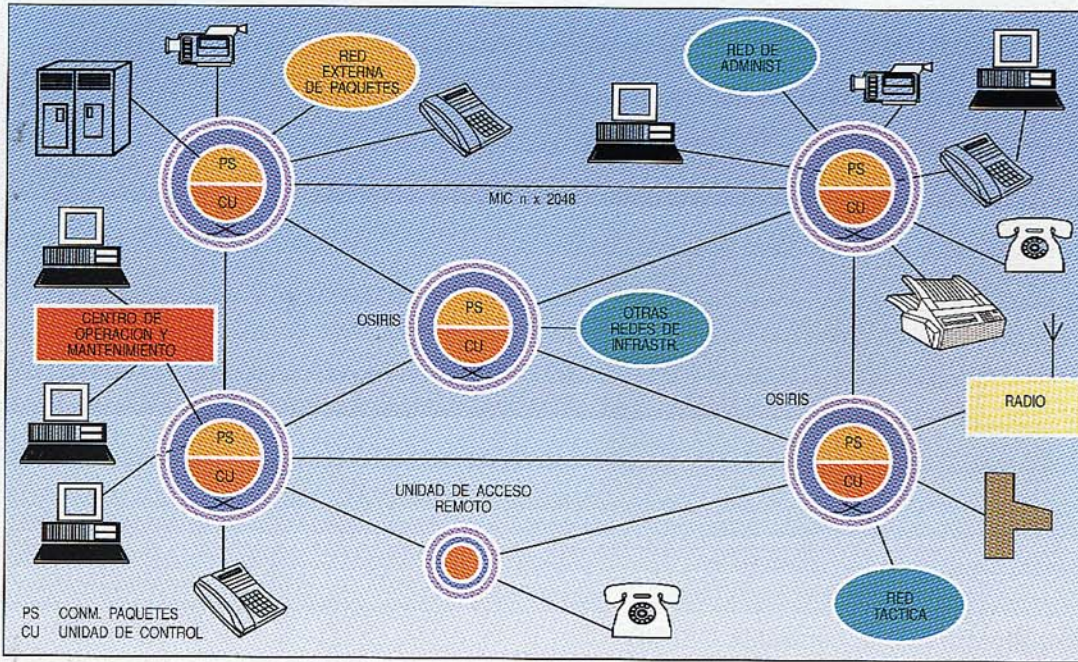 RED
EXTERNA
DE PAQUETES
RED DE
ADMINIST.
PS
CU
PS
CU
MIC n x 2048
CENTRO DE
OPERACION Y
MANTENIMIENTO
OSIRIS
PS
CU
OTRAS
REDES DE
INFRASTR.
OSIRIS
RADIO
PS
CU
PS
CU
UNIDAD DE ACCESO
REMOTO
RED
TACTICA
PS CONM. PAQUETES
CU UNIDAD DE CONTROL